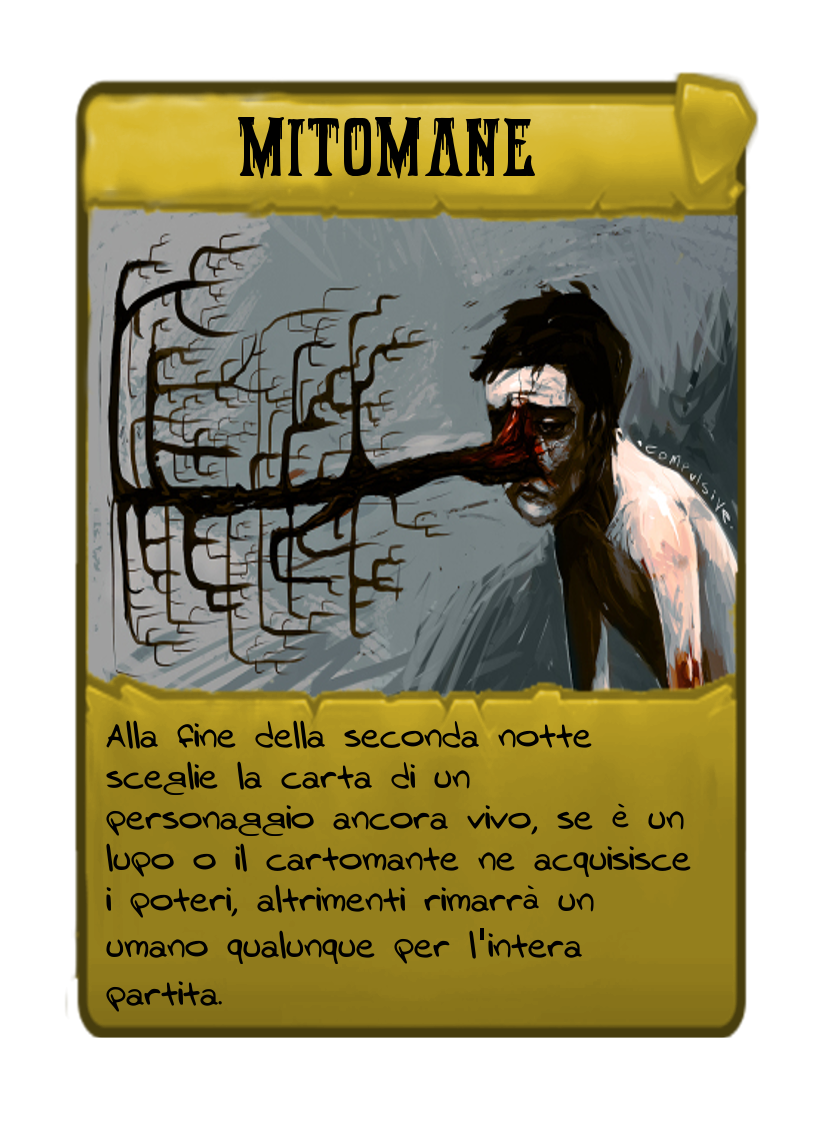 MITOMANE
•compulsive.
Alla fine della seconda notte
sceglie la carta di un
personaggio ancora vivo, se è un
lupo o il cartomante ne acquisisce
i poteri, altrimenti rimarrà un
umano qualunque per l'intera
partita.